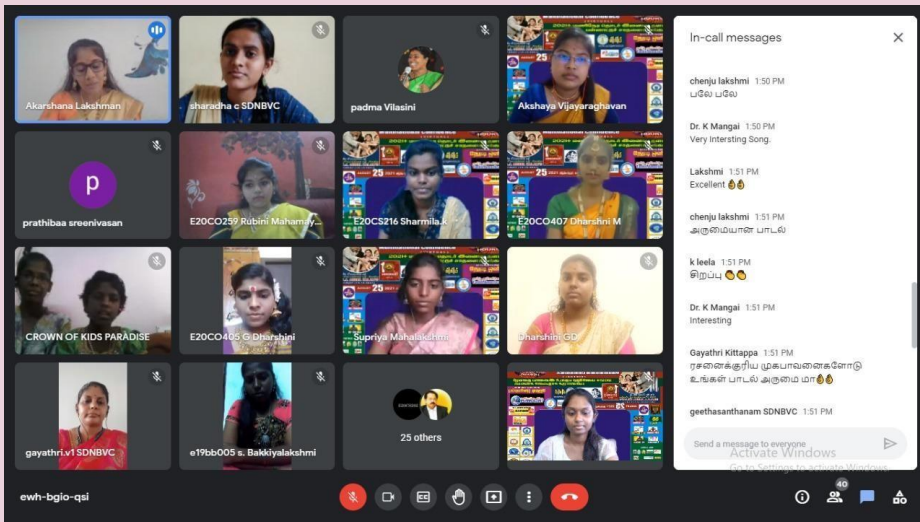 Akarshana Lakshman
sharadha c SDNBVC
padma Vilasini
Akshaya Vijayaraghavan
p
prathibaa sreenivasan
E20CO259 Rubini Mahamay...
E20CS216 Sharmila.k
E20CO407 Dharshini M
CROWN OF KIDS PARADISE
E20CO405 G Dharshini
Supriya Mahalakshmi
Dharshini GD
gayathri.v1 SDNBVC
e19bb005 s. Bakkiyalakshmi
25 others
In-call messages
chenju lakshmi 1:50 PM
பலே பலே
Dr. K Mangai 1:50 PM
Very Intersting Song.
Lakshmi 1:51 PM
Excellent 👌👌
chenju lakshmi 1:51 PM
அருமையான பாடல்
k leela 1:51 PM
சிறப்பு 👏👏
Dr. K Mangai 1:51 PM
Interesting
Gayathri Kittappa 1:51 PM
ரசனைக்குரிய முகபாவனைகளோடு
உங்கள் பாடல் அருமை மா👌👌
geethasanthanam SDNBVC 1:51 PM
Send a message to everyone
Activate Windows
Go to Settings to activate Windows.
ewh-bgio-qsi
40